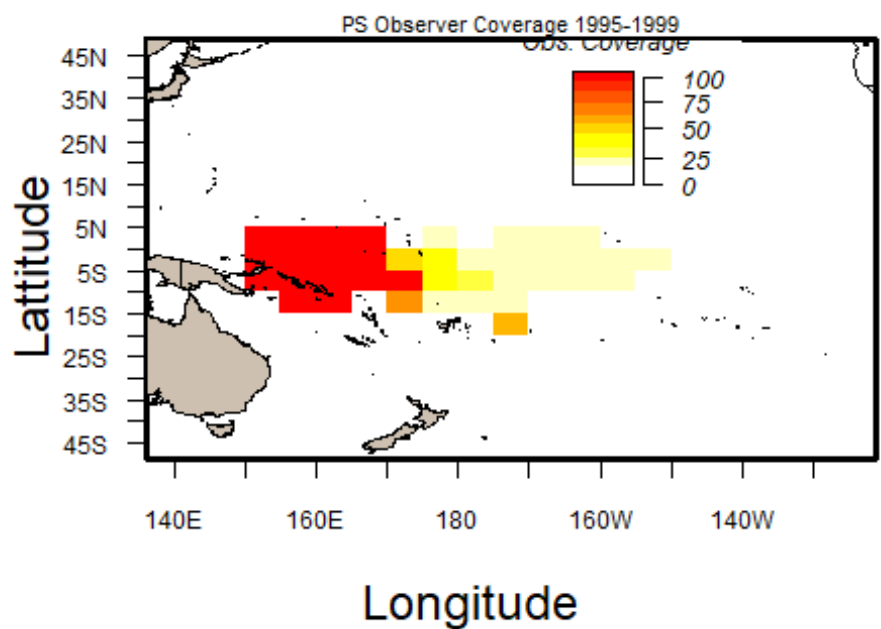 PS Observer Coverage 1995-1999
Obs. Coverage
100
75
50
25
0
45N
35N
25N
15N
5N
5S
15S
25S
35S
45S
Lattitude
140E 160E 180 160W 140W
Longitude